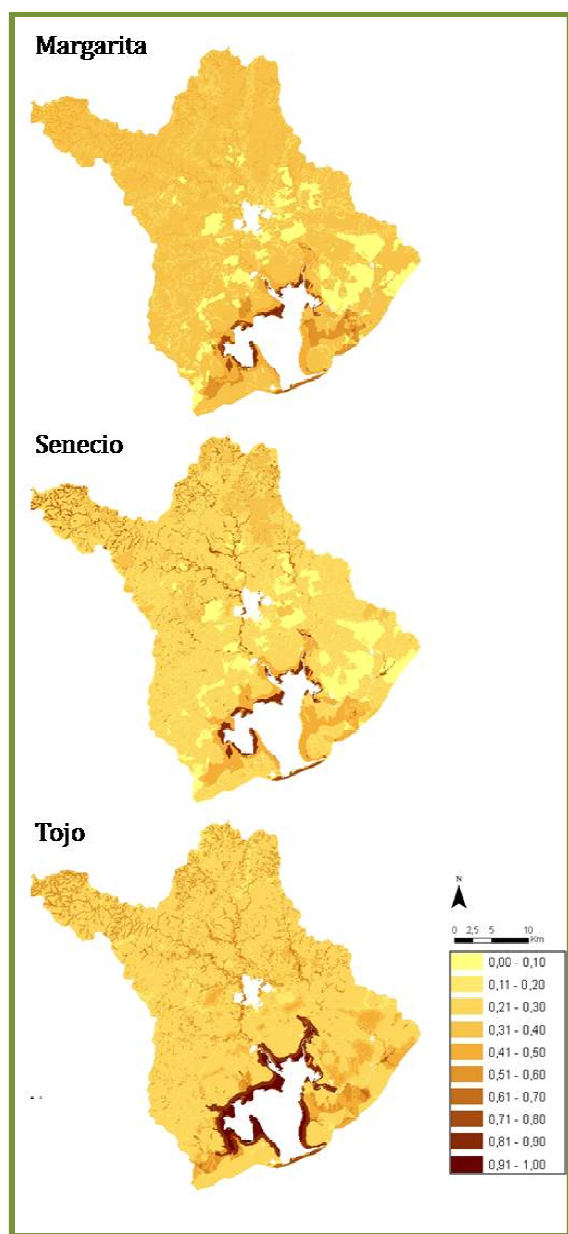 Margarita
Senecio
Tojo
N
0 2,5 5 10
Km
0,00 - 0,10
0,11 - 0,20
0,21 - 0,30
0,31 - 0,40
0,41 - 0,50
0,51 - 0,60
0,61 - 0,70
0,71 - 0,80
0,81 - 0,90
0,91 - 1,00